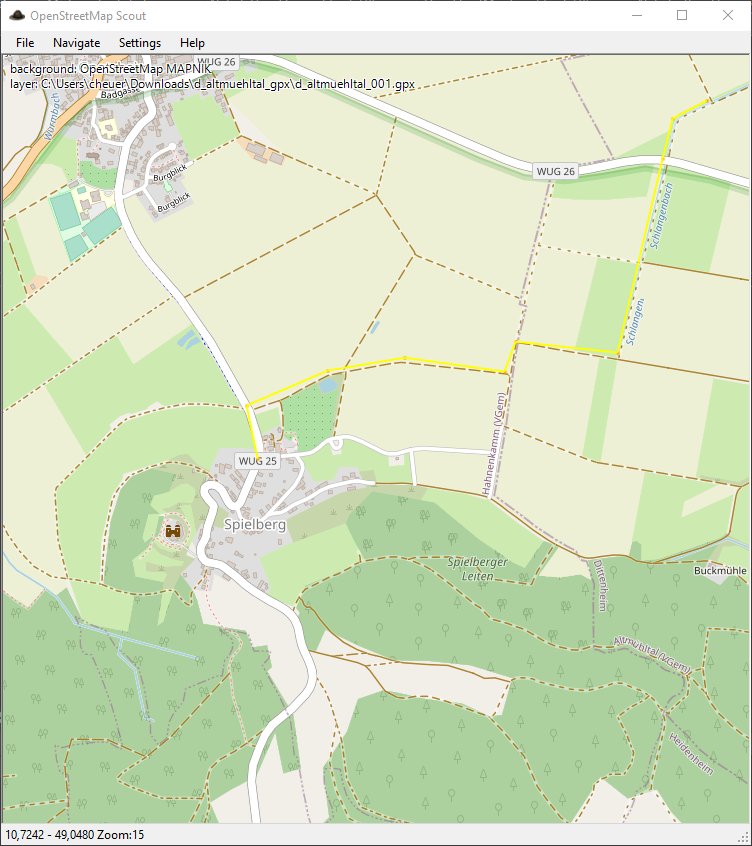 OpenStreetMap Scout
File Navigate Settings Help
background: OpenStreetMap MAPNIK
layer: C:\Users\cheuer\Downloads\d_altmuehltal_gpx\d_altmuehltal_001.gpx
WUG 26
Badgasse
Wurmbach
Burgblick
Burgblick
WUG 26
Schlangenbach
Schlangen
Hahnenkamm (VGem)
WUG 25
Spielberg
Spielberger
Leiten
Buckmühle
Dittenheim
Altmühltal (VGem)
Heidenheim
10,7242 - 49,0480 Zoom:15